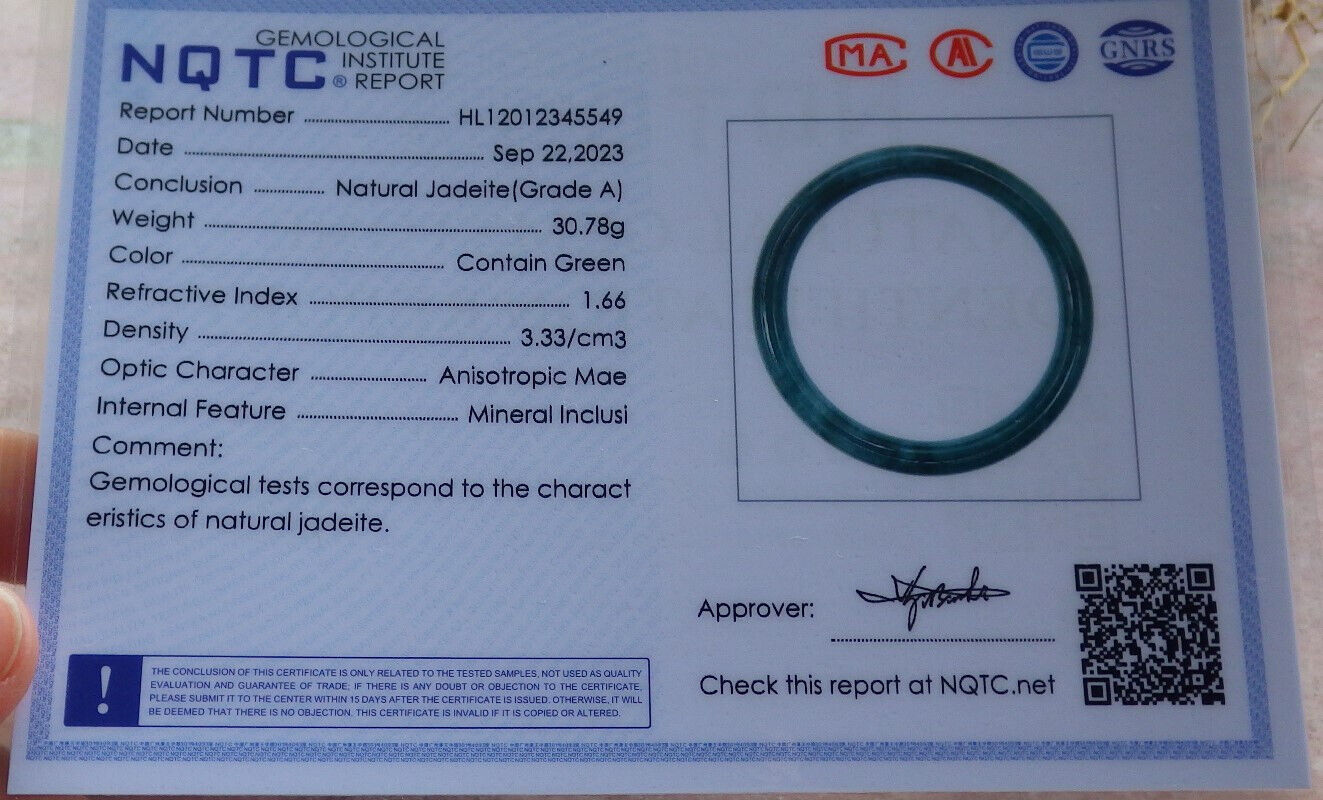 NQTC® GEMOLOGICAL
INSTITUTE
REPORT
MA
GNRS
Report Number ........................ HL12012345549
Date ........................ Sep 22,2023
Conclusion ........................ Natural Jadeite(Grade A)
Weight ........................ 30.78g
Color ........................ Contain Green
Refractive Index ........................ 1.66
Density ........................ 3.33/cm3
Optic Character ........................ Anisotropic Mae
Internal Feature ........................ Mineral Inclusi
Comment:
Gemological tests correspond to the charact
eristics of natural jadeite.
Approver:
Check this report at NQTC.net
!
THE CONCLUSION OF THIS CERTIFICATE IS ONLY RELATED TO THE TESTED SAMPLES, NOT USED AS QUALITY
EVALUATION AND GUARANTEE OF TRADE; IF THERE IS ANY DOUBT OR OBJECTION TO THE CERTIFICATE,
PLEASE SUBMIT IT TO THE CENTER WITHIN 15 DAYS AFTER THE CERTIFICATE IS ISSUED. OTHERWISE, IT WILL
BE DEEMED THAT THERE IS NO OBJECTION. THIS CERTIFICATE IS INVALID IF IT IS COPIED OR ALTERED.